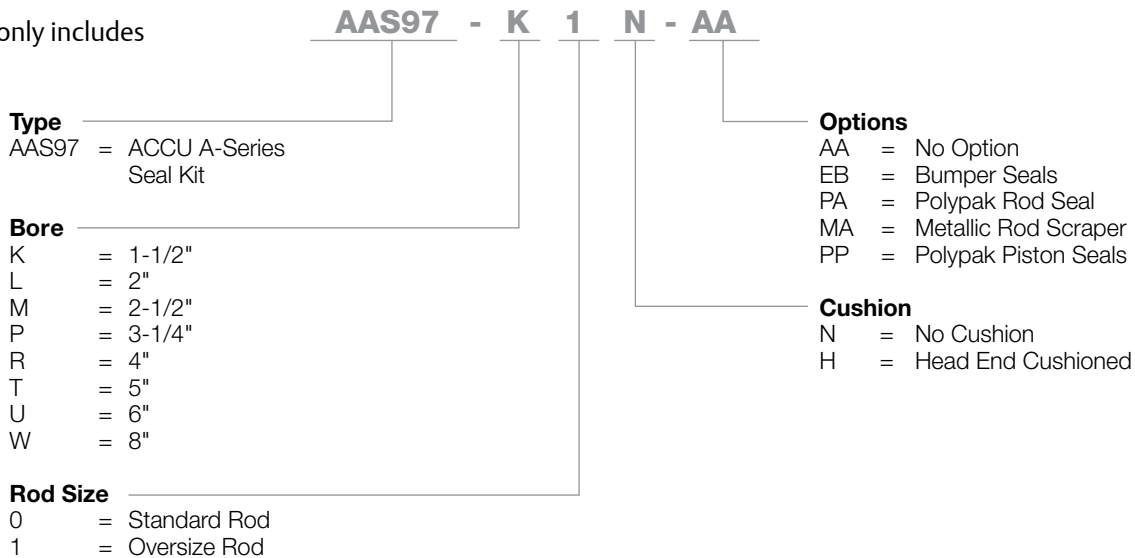 only includes
AAS97 - K 1 N - AA
Type
AAS97 = ACCU A-Series
Seal Kit
Bore
K = 1-1/2"
L = 2"
M = 2-1/2"
P = 3-1/4"
R = 4"
T = 5"
U = 6"
W = 8"
Rod Size
0 = Standard Rod
1 = Oversize Rod
Options
AA = No Option
EB = Bumper Seals
PA = Polypak Rod Seal
MA = Metallic Rod Scraper
PP = Polypak Piston Seals
Cushion
N = No Cushion
H = Head End Cushioned